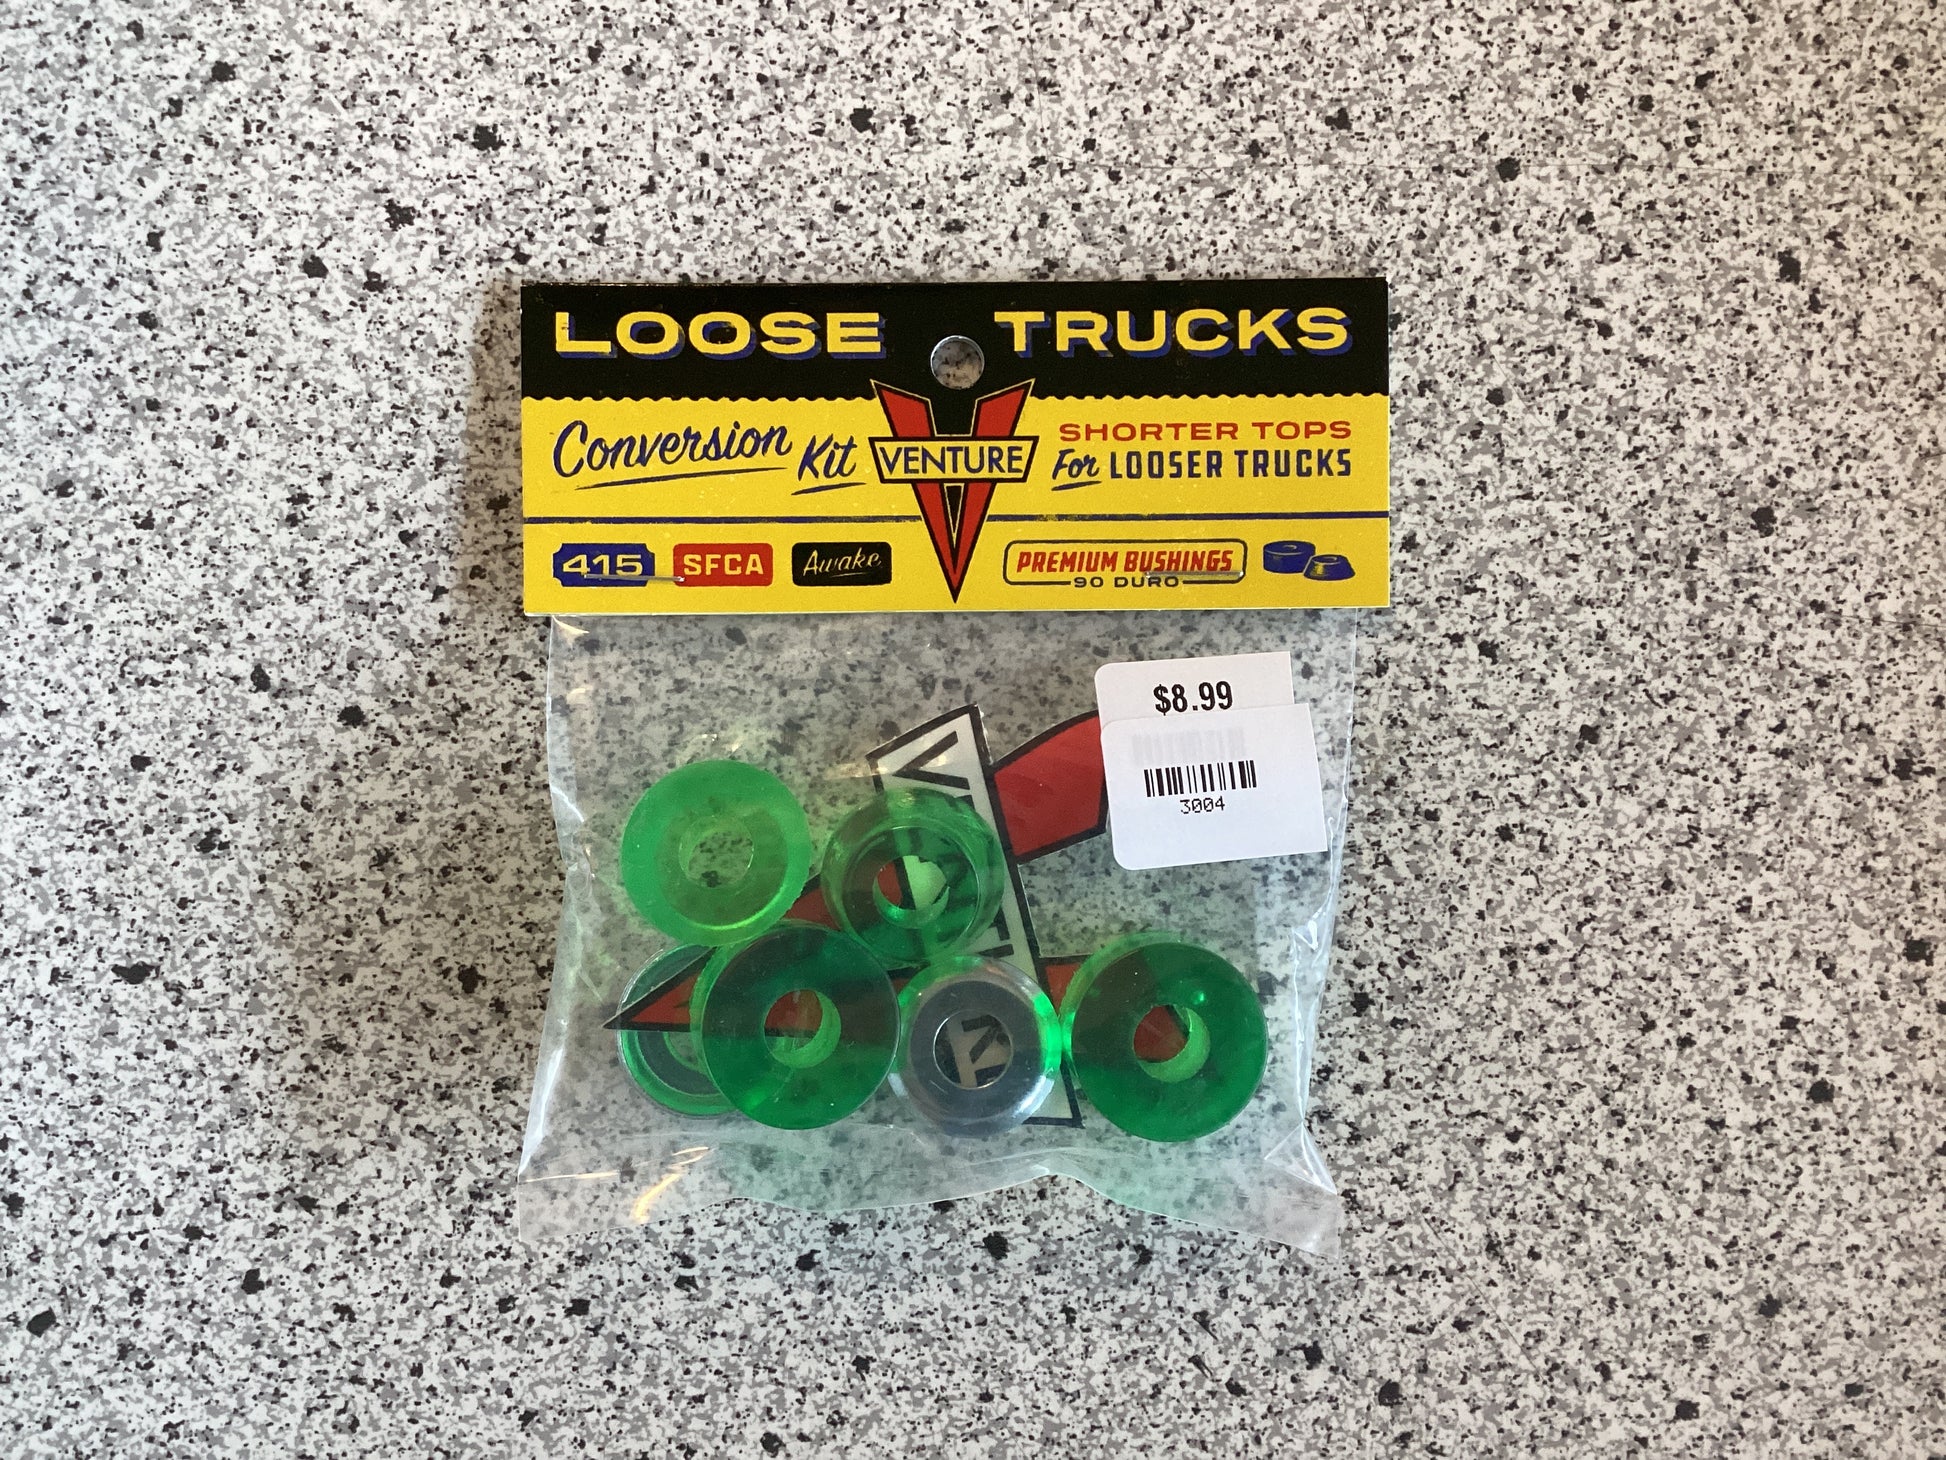 LOOSE TRUCKS
Conversion Kit
VENTURE
SHORTER TOPS
For LOOSER TRUCKS
415
SFCA
Awake
PREMIUM BUSHINGS
90 DURO
$8.99
3004